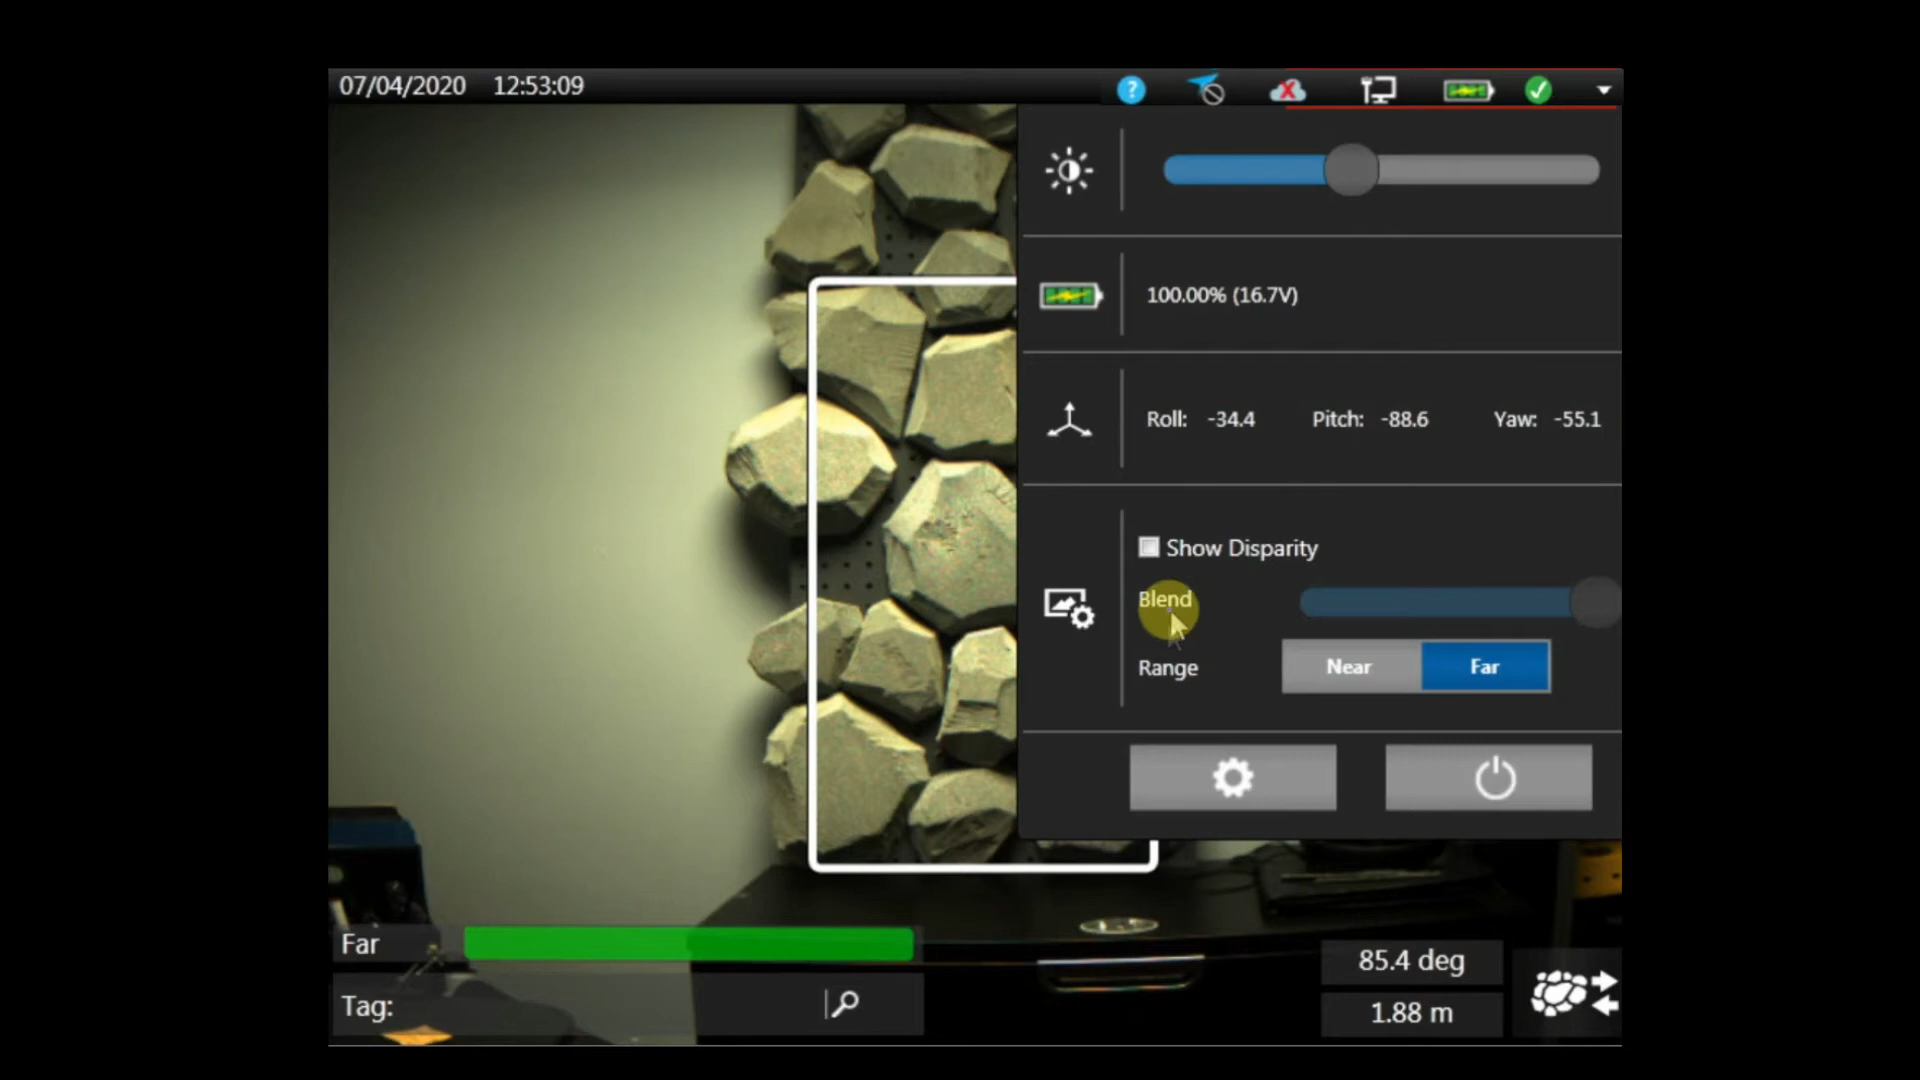 07/04/2020 12:53:09
?
100.00% (16.7V)
Roll: -34.4 Pitch: -88.6 Yaw: -55.1
Show Disparity
Blend
Range Near Far
Far
Tag:
85.4 deg
1.88 m